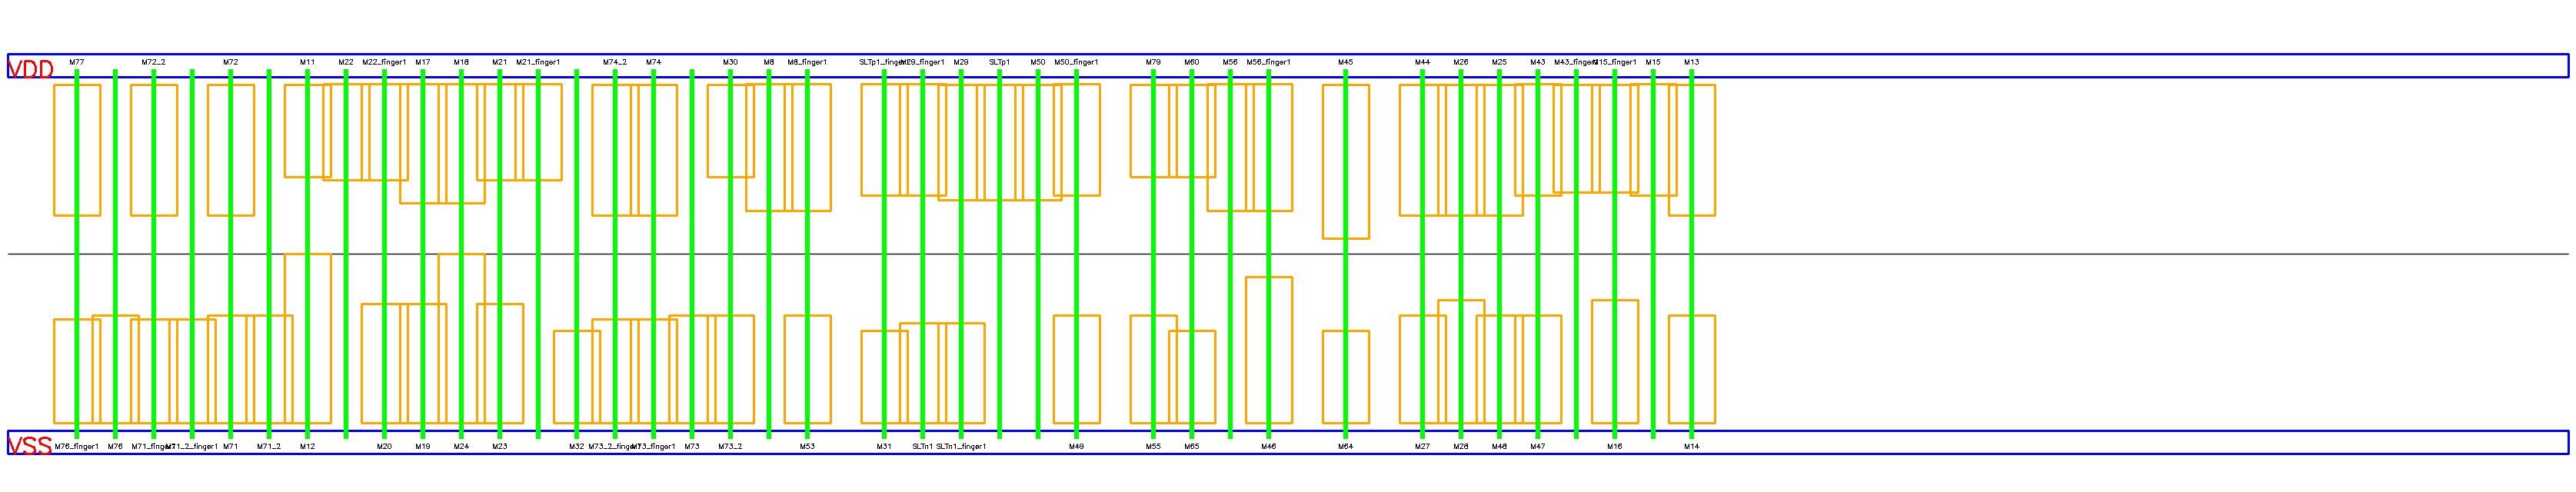 VDD M77 M72_2 M72 M11 M22 M22_finger1 M17 M18 M21 M21_finger1 M74_2 M74 M30 M8 M8_finger1 SLTp1_finger1 M29_finger1 M29 SLTp1 M50 M50_finger1 M79 M60 M56 M56_finger1 M45 M44 M26 M25 M43 M43_finger1 M15_finger1 M15 M13
VSS M76_finger1 M76 M71_finger1 M71_2_finger1 M71 M71_2 M12 M20 M19 M24 M23 M32 M73_2_finger1 M73_finger1 M73 M73_2 M53 M31 SLTn1 SLTn1_finger1 M49 M55 M65 M46 M64 M27 M28 M48 M47 M16 M14